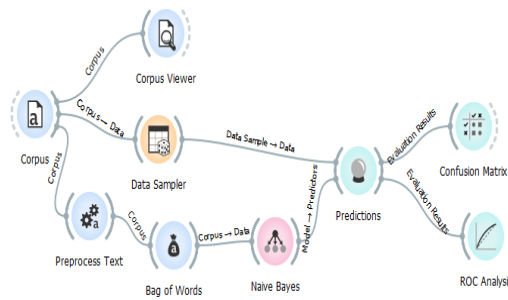 Corpus
Corpus Viewer
Corpus → Data
a
Corpus
Data Sampler
Data Sample → Data
Corpus
a
Preprocess Text
Corpus
a
Bag of Words
Corpus → Data
Naive Bayes
Model → Predictors
Predictions
Evaluation Results
Confusion Matrix
Evaluation Results
ROC Analysi